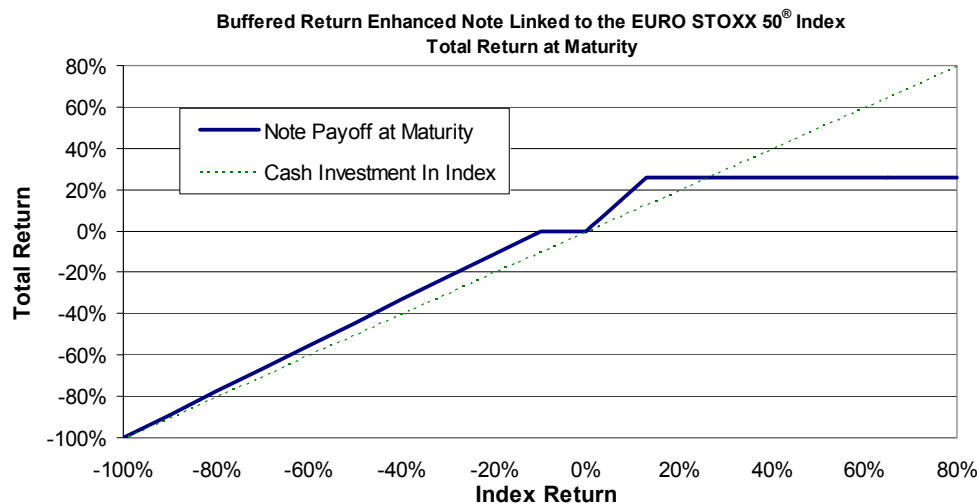 Buffered Return Enhanced Note Linked to the EURO STOXX 50® Index
Total Return at Maturity
80%
60%
40%
20%
0%
-20%
-40%
-60%
-80%
-100%
Total Return
Note Payoff at Maturity
Cash Investment In Index
-100% -80% -60% -40% -20% 0% 20% 40% 60% 80%
Index Return